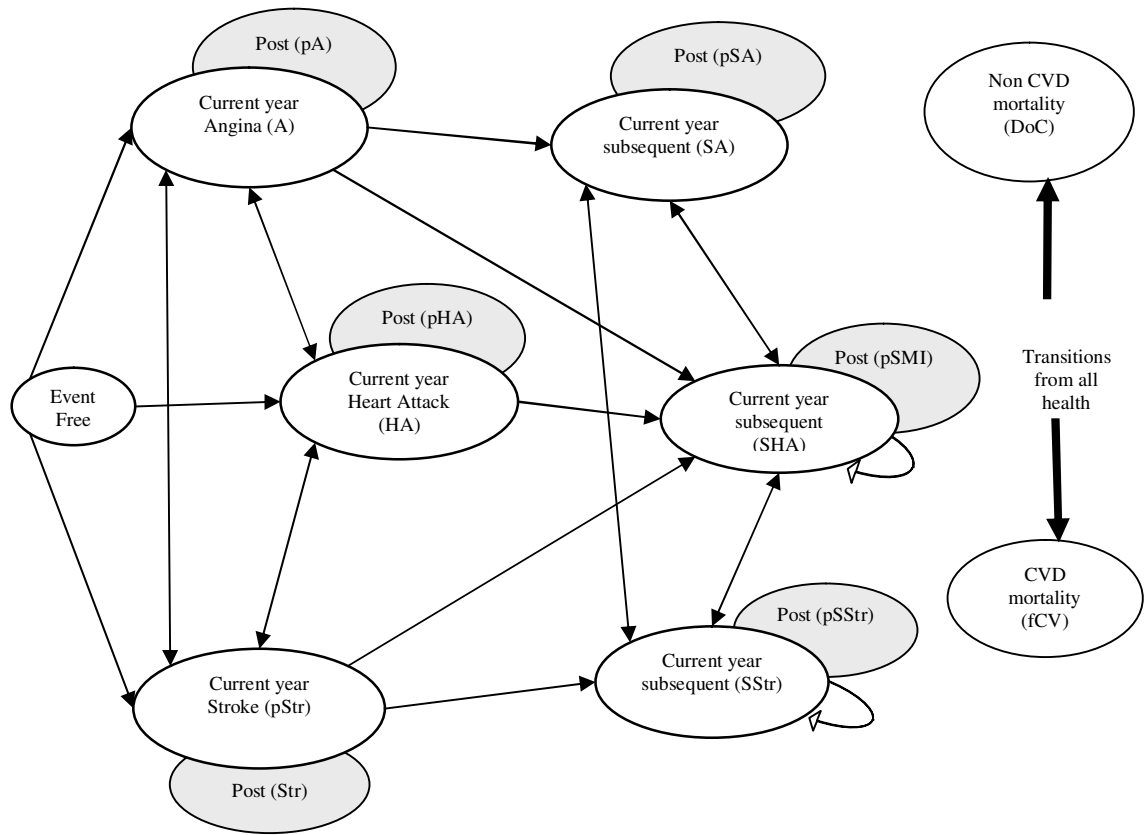 Post (pA)
Current year
Angina (A)
Post (pSA)
Current year
subsequent (SA)
Non CVD
mortality
(DoC)
Post (pHA)
Current year
Heart Attack
(HA)
Event
Free
Post (pSMI)
Current year
subsequent
(SHA)
Transitions
from all
health
Post (pSStr)
Current year
subsequent (SStr)
CVD
mortality
(fCV)
Current year
Stroke (pStr)
Post (Str)